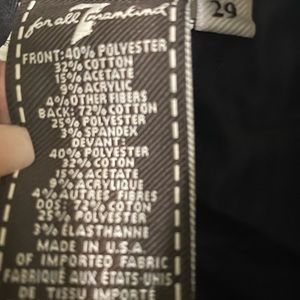 for all 7 mankind
29
FRONT: 40% POLYESTER
32% COTTON
15% ACETATE
9% ACRYLIC
4% OTHER FIBERS
BACK: 72% COTTON
25% POLYESTER
3% SPANDEX
DEVANT:
40% POLYESTER
32% COTON
15% ACETATE
9% ACRYLIQUE
4% AUTRES FIBRES
DOS: 72% COTON
25% POLYESTER
3% ÉLASTHANNE
MADE IN U.S.A.
OF IMPORTED FABRIC
FABRIQUÉ AUX ÉTATS-UNIS
DE TISSU IMPORTÉ